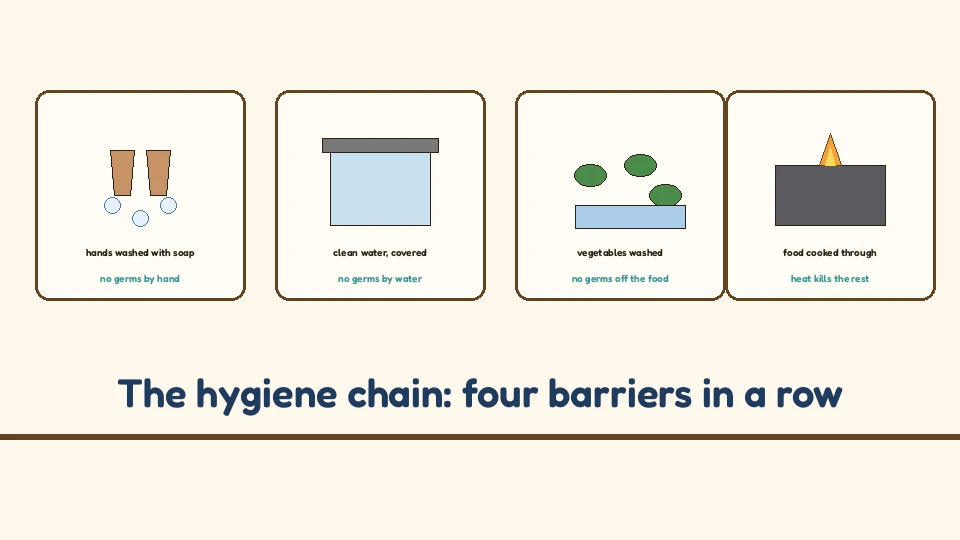 hands washed with soap
no germs by hand
clean water, covered
no germs by water
vegetables washed
no germs off the food
food cooked through
heat kills the rest
The hygiene chain: four barriers in a row